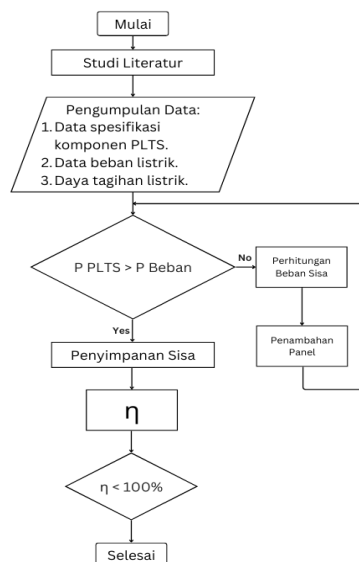 Mulai
Studi Literatur
Pengumpulan Data:
1. Data spesifikasi
komponen PLTS.
2. Data beban listrik.
3. Daya tagihan listrik.
P PLTS > P Beban
No
Perhitungan
Beban Sisa
Penambahan
Panel
Yes
Penyimpanan Sisa
η
η < 100%
Selesai